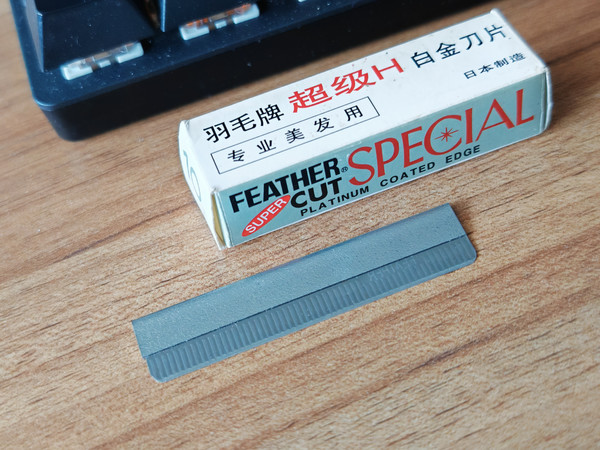 羽毛牌 超级H 白金刀片
专业美发用
日本制造
FEATHER®
SUPER CUT SPECIAL
PLATINUM COATED EDGE
10